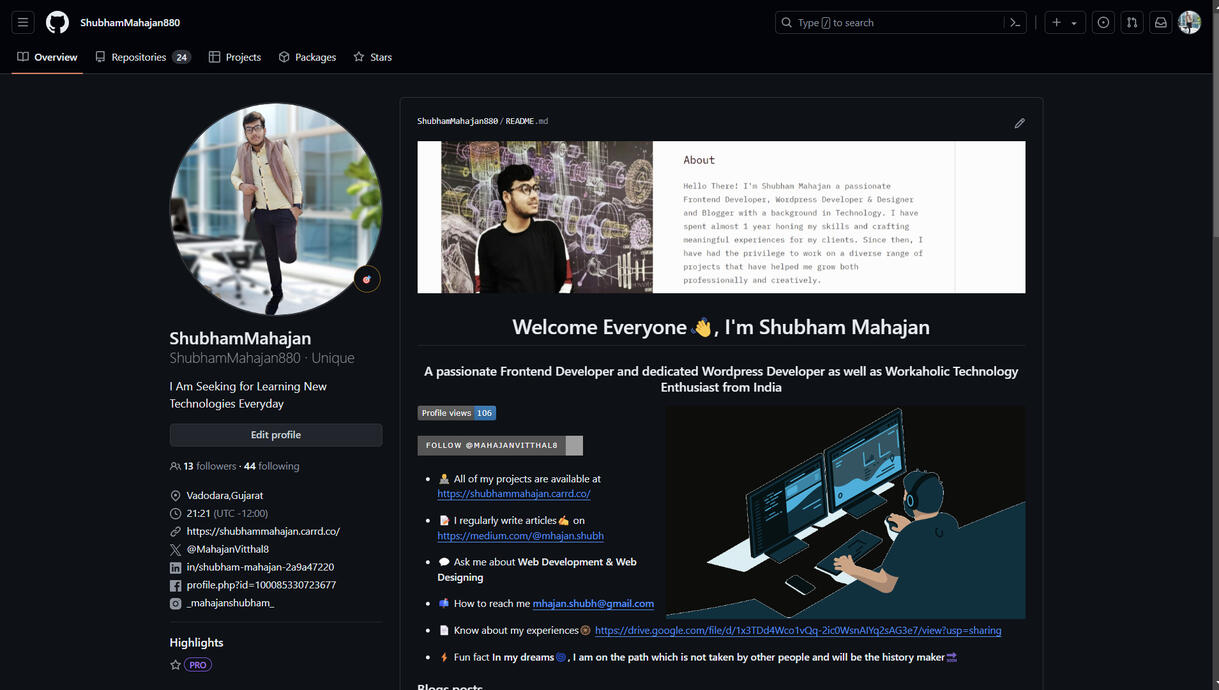 ShubhamMahajan880
Type / to search
Overview
Repositories 24
Projects
Packages
Stars
ShubhamMahajan
ShubhamMahajan880 · Unique
I Am Seeking for Learning New
Technologies Everyday
Edit profile
13 followers · 44 following
Vadodara,Gujarat
21:21 (UTC -12:00)
https://shubhammahajan.carrd.co/
@MahajanVitthal8
in/shubham-mahajan-2a9a47220
profile.php?id=100085330723677
_mahajanshubham_
Highlights
PRO
ShubhamMahajan880/README.md
About
Hello There! I'm Shubham Mahajan a passionate
Frontend Developer, Wordpress Developer & Designer
and Blogger with a background in Technology. I have
spent almost 1 year honing my skills and crafting
meaningful experiences for my clients. Since then, I
have had the privilege to work on a diverse range of
projects that have helped me grow both
professionally and creatively.
Welcome Everyone 👋, I'm Shubham Mahajan
A passionate Frontend Developer and dedicated Wordpress Developer as well as Workaholic Technology
Enthusiast from India
Profile views 106
FOLLOW @MAHAJANVITTHAL8
All of my projects are available at
https://shubhammahajan.carrd.co/
📝 I regularly write articles✍ on
https://medium.com/@mhajan.shubh
💬 Ask me about Web Development & Web
Designing
📫 How to reach me mhajan.shubh@gmail.com
📄 Know about my experiences https://drive.google.com/file/d/1x3TDd4Wco1vQq-2ic0WsnAIYq2sAG3e7/view?usp=sharing
⚡ Fun fact In my dreams🌀, I am on the path which is not taken by other people and will be the history maker🔜
Blogs posts